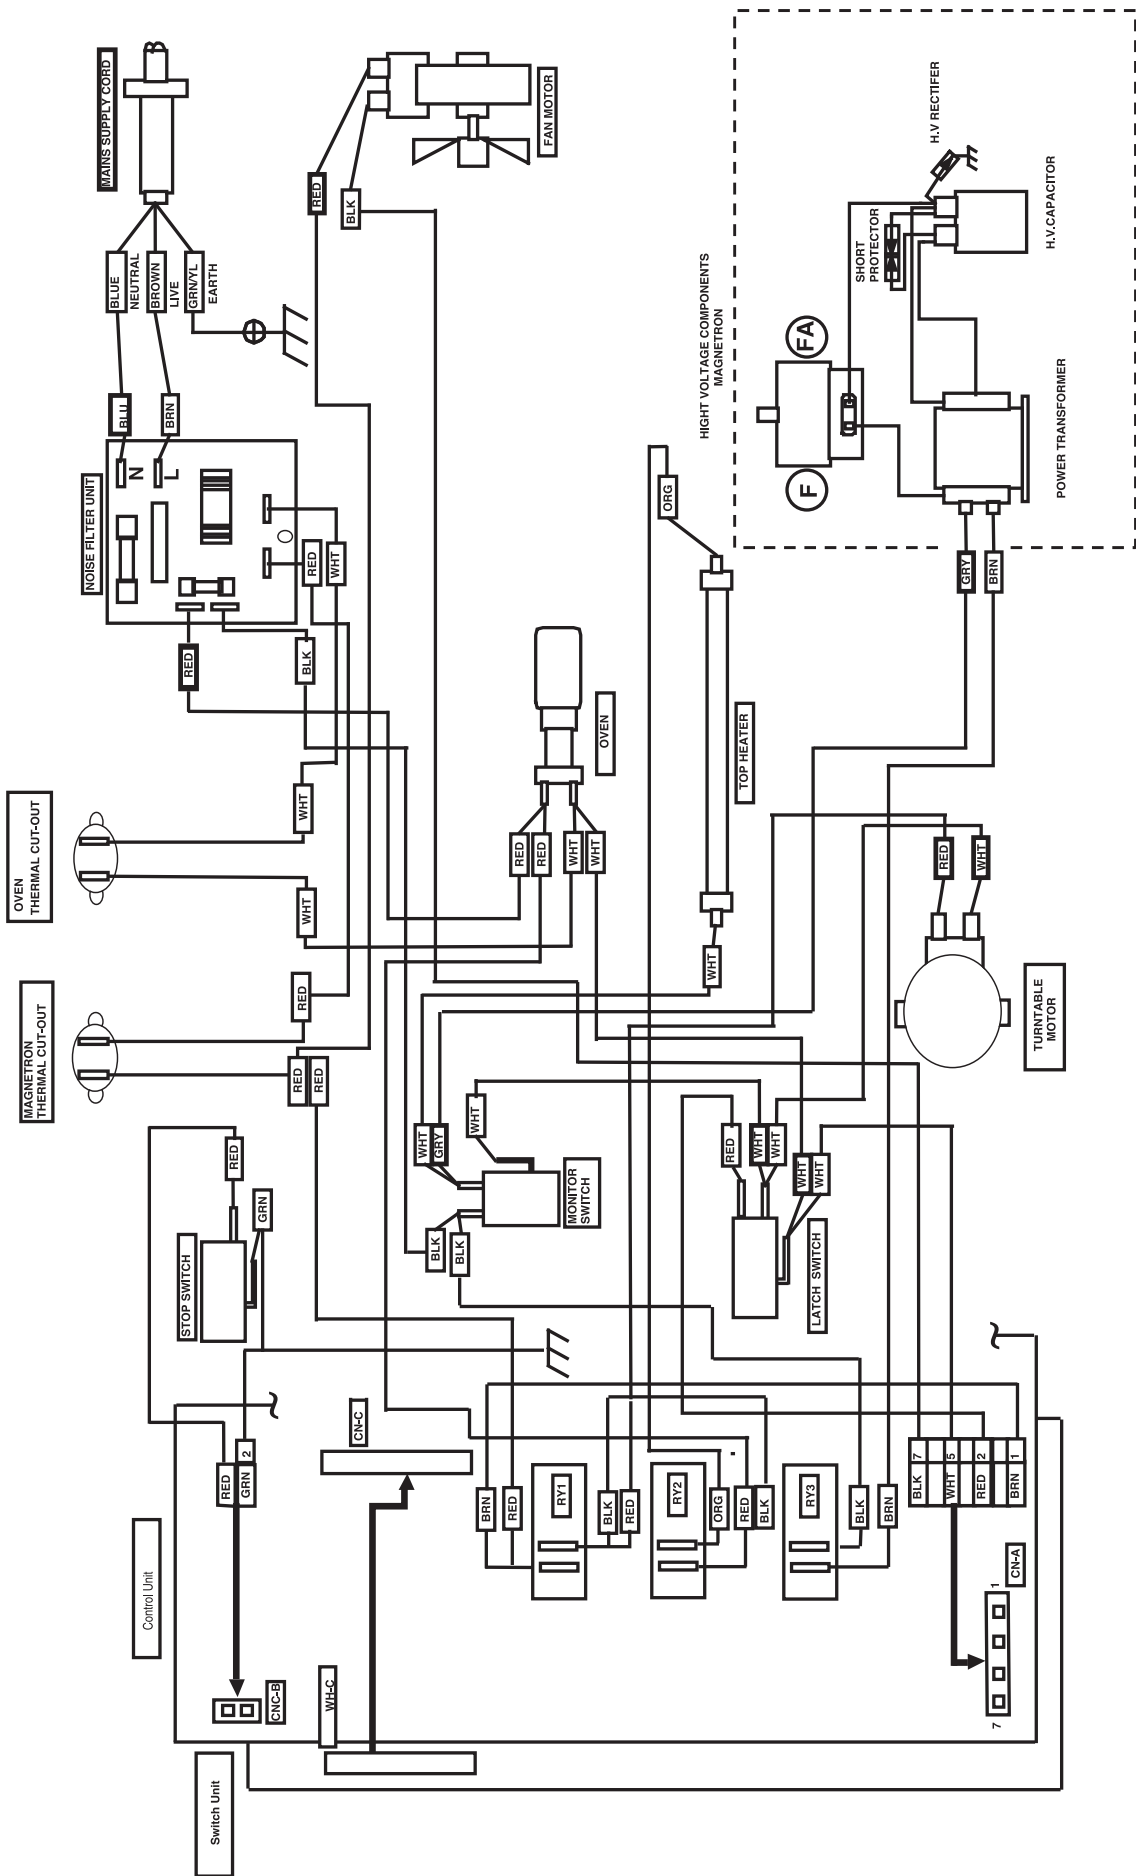 MAINS SUPPLY CORD
BLUE
NEUTRAL
BROWN
LIVE
GRN/YL
EARTH
BLU
BRN
NOISE FILTER UNIT
N
L
RED
BLK
FAN MOTOR
RED
WHT
RED
BLK
OVEN
THERMAL CUT-OUT
WHT
WHT
MAGNETRON
THERMAL CUT-OUT
RED
RED
RED
OVEN
RED
RED
WHT
WHT
HIGHT VOLTAGE COMPONENTS
MAGNETRON
FA
F
SHORT
PROTECTOR
H.V RECTIFER
H.V.CAPACITOR
POWER TRANSFORMER
GRY
BRN
ORG
TOP HEATER
WHT
RED
WHT
TURNTABLE
MOTOR
STOP SWITCH
RED
GRN
MONITOR
SWITCH
WHT
GRY
WHT
BLK
BLK
LATCH SWITCH
RED
WHT
WHT
WHT
WHT
RED
GRN
2
CN-C
Control Unit
CNC-B
WH-C
Switch Unit
BRN
RED
RY1
BLK
RED
RY2
ORG
RED
BLK
RY3
BLK
BRN
BLK
7
WHT
5
RED
2
BRN
1
CN-A
1
7